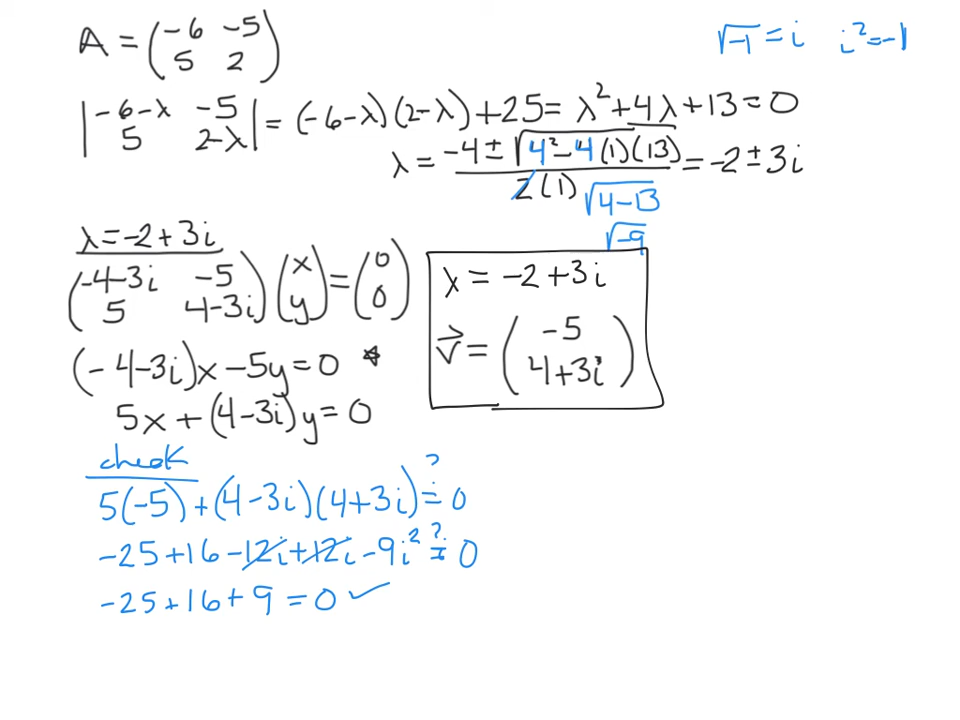 A = (-6 -5
5 2)
√-1 = i i² = -1
|-6-λ -5
5 2-λ| = (-6-λ)(2-λ)+25 = λ²+4λ+13 = 0
λ = (-4 ± √(4²-4(1)(13)))/(2(1)) = -2 ± 3i
√4-13
√-9
λ = -2+3i
(-4-3i -5
5 4-3i)(x
y) = (0
0)
(-4-3i)x - 5y = 0 *
5x + (4-3i)y = 0
λ = -2+3i
v⃗ = (-5
4+3i)
check
5(-5) + (4-3i)(4+3i) ?= 0
-25+16-12i+12i-9i² ?= 0
-25+16+9 = 0 ✓